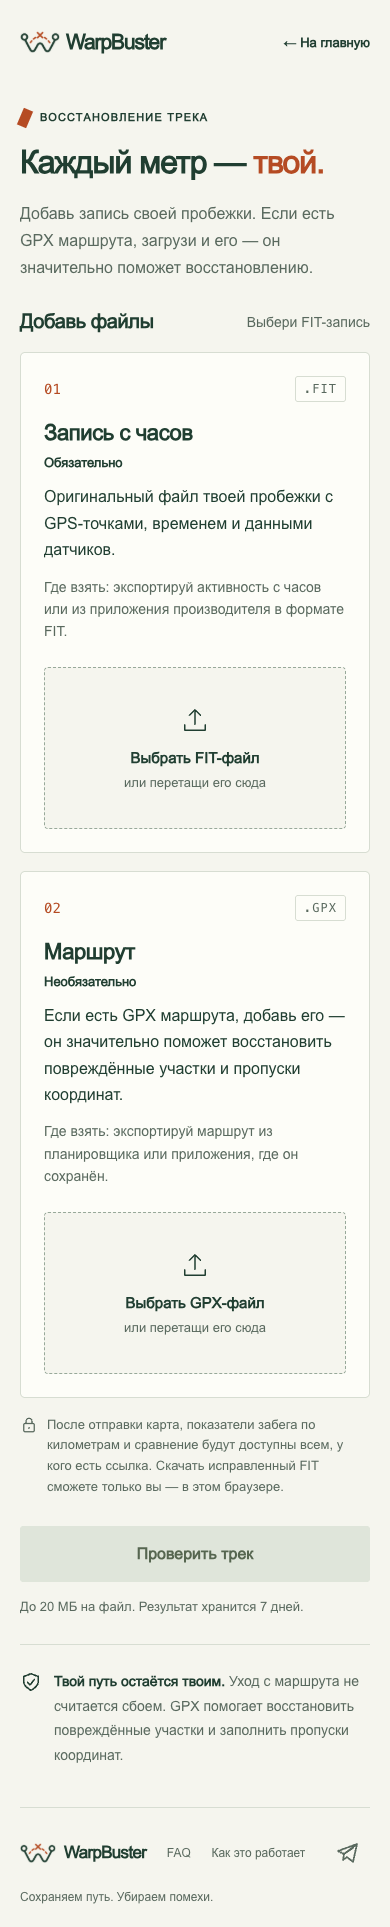 WarpBuster
← На главную
ВОССТАНОВЛЕНИЕ ТРЕКА
Каждый метр — твой.
Добавь запись своей пробежки. Если есть
GPX маршрута, загрузи и его — он
значительно поможет восстановлению.
Добавь файлы
Выбери FIT-запись
01
.FIT
Запись с часов
Обязательно
Оригинальный файл твоей пробежки с
GPS-точками, временем и данными
датчиков.
Где взять: экспортируй активность с часов
или из приложения производителя в формате
FIT.
Выбрать FIT-файл
или перетащи его сюда
02
.GPX
Маршрут
Необязательно
Если есть GPX маршрута, добавь его —
он значительно поможет восстановить
повреждённые участки и пропуски
координат.
Где взять: экспортируй маршрут из
планировщика или приложения, где он
сохранён.
Выбрать GPX-файл
или перетащи его сюда
После отправки карта, показатели забега по
километрам и сравнение будут доступны всем, у
кого есть ссылка. Скачать исправленный FIT
сможете только вы — в этом браузере.
Проверить трек
До 20 МБ на файл. Результат хранится 7 дней.
Твой путь остаётся твоим. Уход с маршрута не
считается сбоем. GPX помогает восстановить
повреждённые участки и заполнить пропуски
координат.
WarpBuster
FAQ
Как это работает
Сохраняем путь. Убираем помехи.